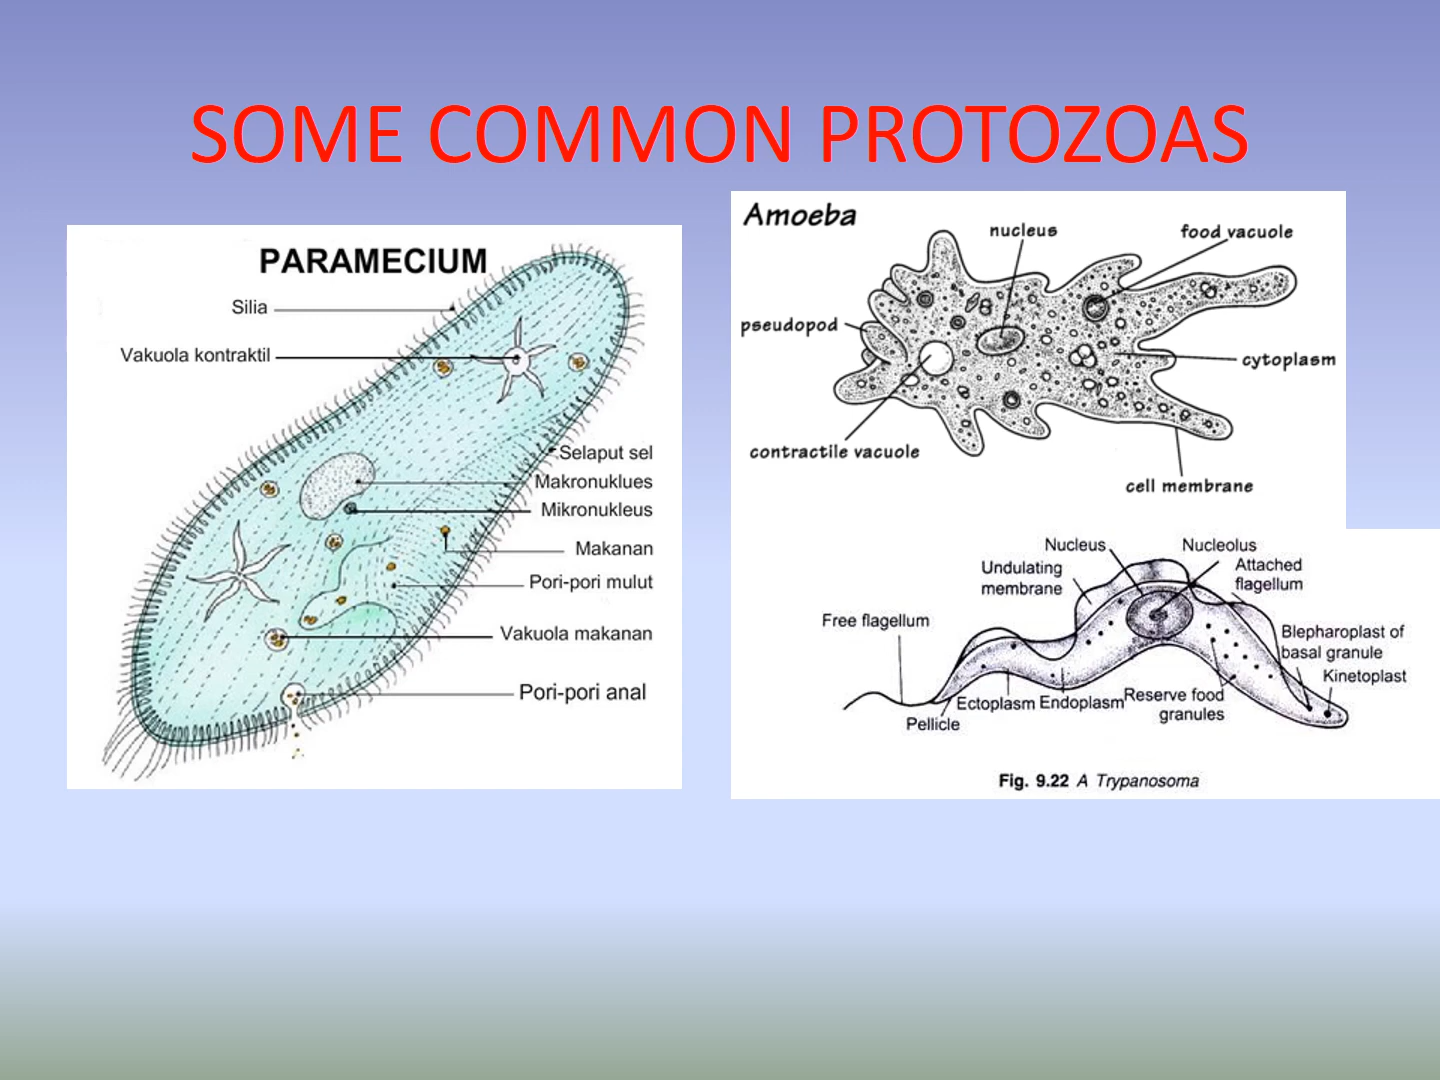 SOME COMMON PROTOZOAS
PARAMECIUM
Silia
Vakuola kontraktil
Selaput sel
Makronuklues
Mikronukleus
Makanan
Pori-pori mulut
Vakuola makanan
Pori-pori anal
Amoeba
nucleus
food vacuole
pseudopod
cytoplasm
contractile vacuole
cell membrane
Nucleus
Nucleolus
Undulating
membrane
Attached
flagellum
Free flagellum
Blepharoplast of
basal granule
Kinetoplast
Ectoplasm
Endoplasm
Reserve food
granules
Pellicle
Fig. 9.22 A Trypanosoma